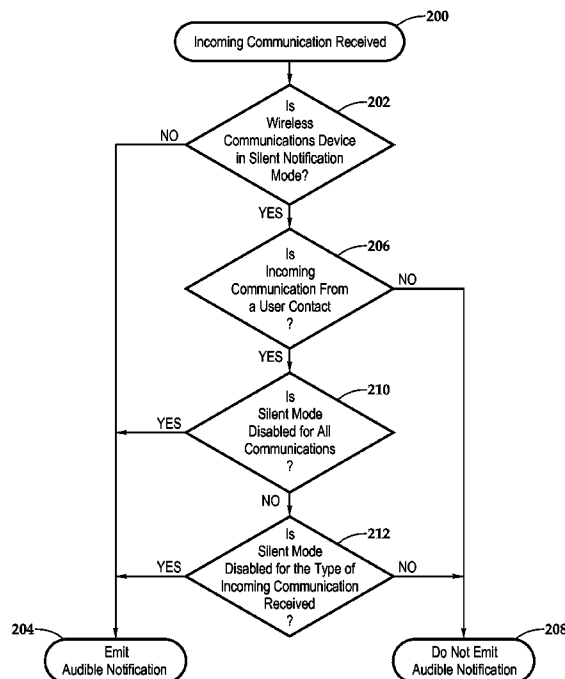 200
Incoming Communication Received
202
Is
Wireless
Communications Device
in Silent Notification
Mode?
NO
YES
206
Is
Incoming
Communication From
a User Contact
?
NO
YES
210
Is
Silent Mode
Disabled for All
Communications
?
YES
NO
212
Is
Silent Mode
Disabled for the Type of
Incoming Communication
Received
?
YES
NO
204
Emit
Audible Notification
208
Do Not Emit
Audible Notification